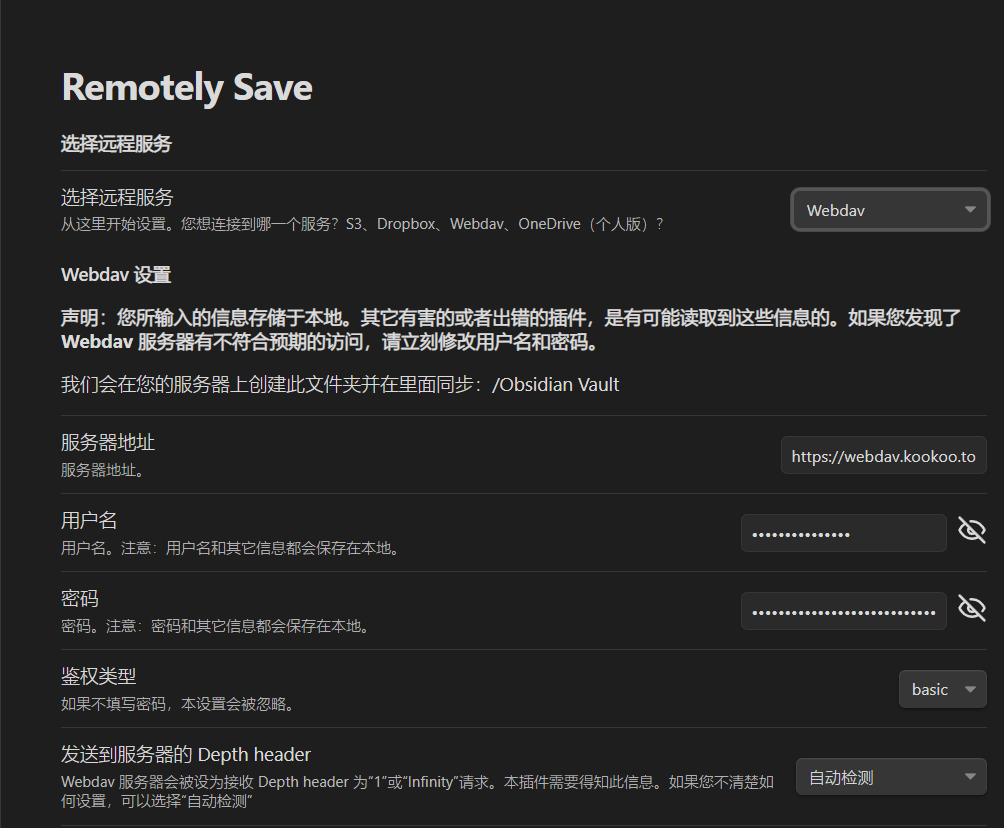 Remotely Save
选择远程服务
选择远程服务
从这里开始设置。您想连接到哪一个服务？S3、Dropbox、Webdav、OneDrive（个人版）？
Webdav
Webdav 设置
声明：您所输入的信息存储于本地。其它有害的或者出错的插件，是有可能读取到这些信息的。如果您发现了
Webdav 服务器有不符合预期的访问，请立刻修改用户名和密码。
我们会在您的服务器上创建此文件夹并在里面同步：/Obsidian Vault
服务器地址
服务器地址。
https://webdav.kookoo.to
用户名
用户名。注意：用户名和其它信息都会保存在本地。
密码
密码。注意：密码和其它信息都会保存在本地。
鉴权类型
如果不填写密码，本设置会被忽略。
basic
发送到服务器的 Depth header
Webdav 服务器会被设为接收 Depth header 为“1”或“Infinity”请求。本插件需要得知此信息。如果您不清楚如
何设置，可以选择“自动检测”
自动检测